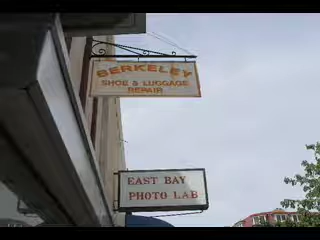 BERKELEY
SHOE & LUGGAGE
REPAIR
EAST BAY
PHOTO LAB